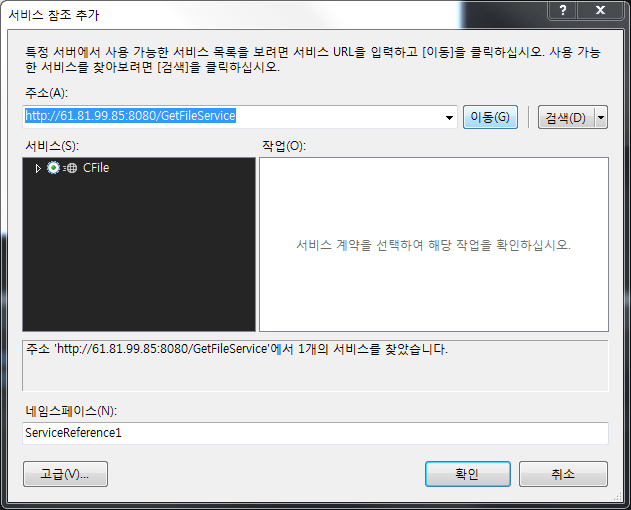 서비스 참조 추가
특정 서버에서 사용 가능한 서비스 목록을 보려면 서비스 URL을 입력하고 [이동]을 클릭하십시오. 사용 가능
한 서비스를 찾아보려면 [검색]을 클릭하십시오.
주소(A):
http://61.81.99.85:8080/GetFileService
이동(G)
검색(D)
서비스(S):
작업(O):
CFile
서비스 계약을 선택하여 해당 작업을 확인하십시오.
주소 'http://61.81.99.85:8080/GetFileService'에서 1개의 서비스를 찾았습니다.
네임스페이스(N):
ServiceReference1
고급(V)...
확인
취소